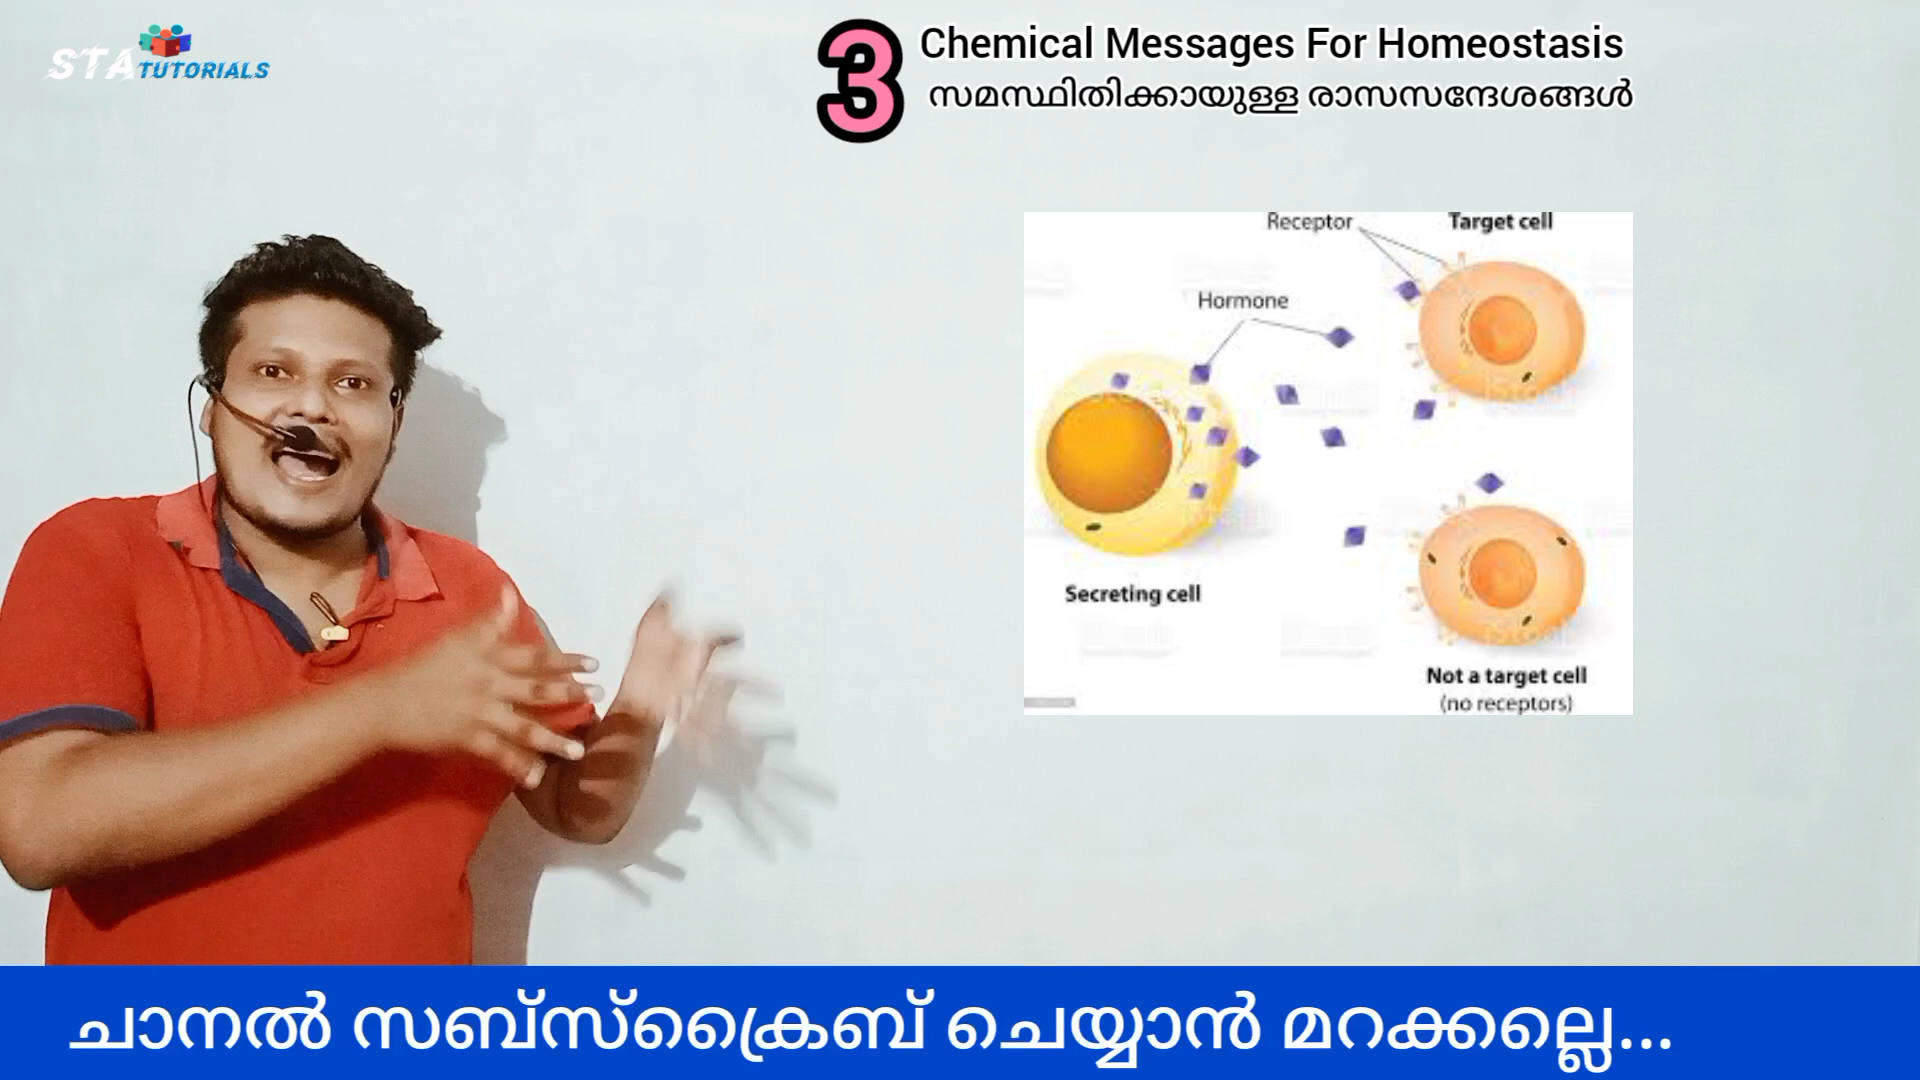 STA TUTORIALS
3
Chemical Messages For Homeostasis
സമസ്ഥിതിക്കായുള്ള രാസസന്ദേശങ്ങൾ
Receptor
Target cell
Hormone
Secreting cell
Not a target cell
(no receptors)
ചാനൽ സബ്സ്ക്രൈബ് ചെയ്യാൻ മറക്കല്ലെ...